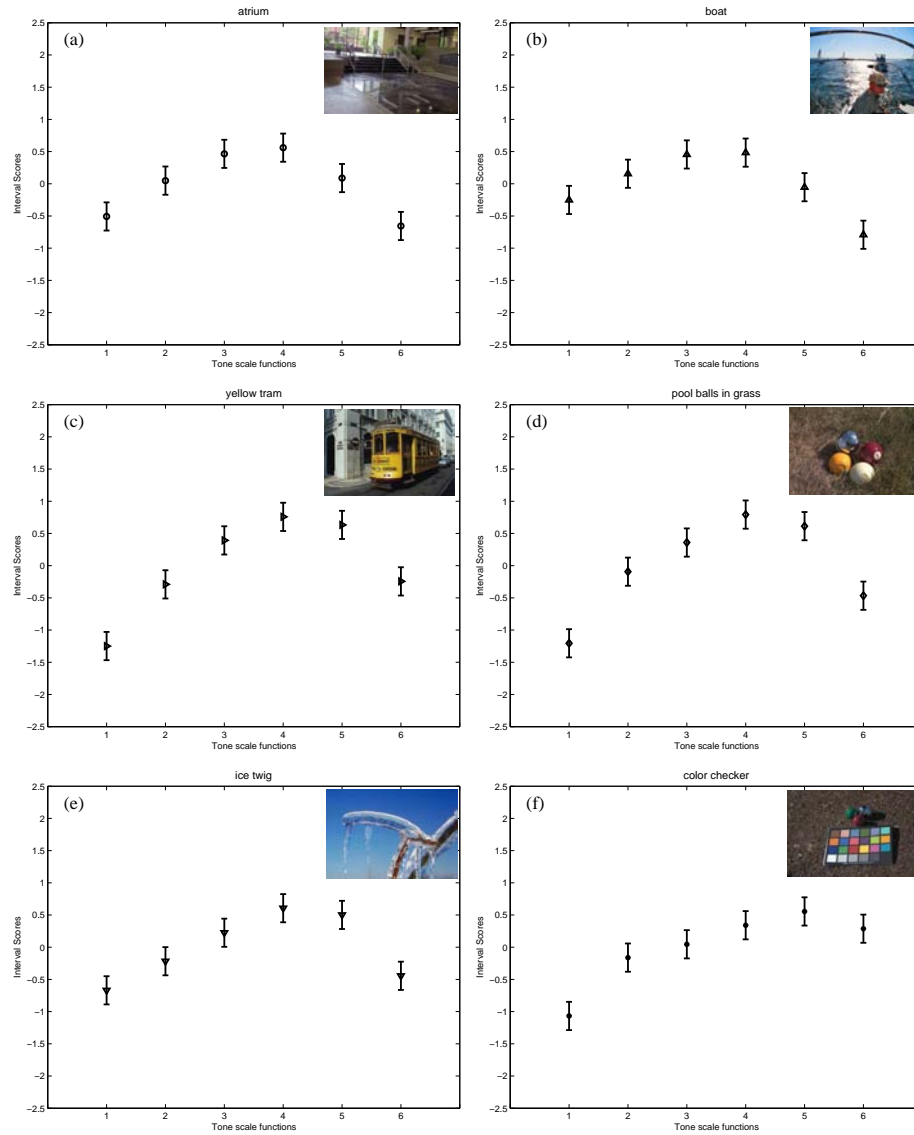 atrium
(a)
2.5
2
1.5
1
0.5
0
−0.5
−1
−1.5
−2
−2.5
Interval Scores
1 2 3 4 5 6
Tone scale functions
boat
(b)
2.5
2
1.5
1
0.5
0
−0.5
−1
−1.5
−2
−2.5
Interval Scores
1 2 3 4 5 6
Tone scale functions
yellow tram
(c)
2.5
2
1.5
1
0.5
0
−0.5
−1
−1.5
−2
−2.5
Interval Scores
1 2 3 4 5 6
Tone scale functions
pool balls in grass
(d)
2.5
2
1.5
1
0.5
0
−0.5
−1
−1.5
−2
−2.5
Interval Scores
1 2 3 4 5 6
Tone scale functions
ice twig
(e)
2.5
2
1.5
1
0.5
0
−0.5
−1
−1.5
−2
−2.5
Interval Scores
1 2 3 4 5 6
Tone scale functions
color checker
(f)
2.5
2
1.5
1
0.5
0
−0.5
−1
−1.5
−2
−2.5
Interval Scores
1 2 3 4 5 6
Tone scale functions